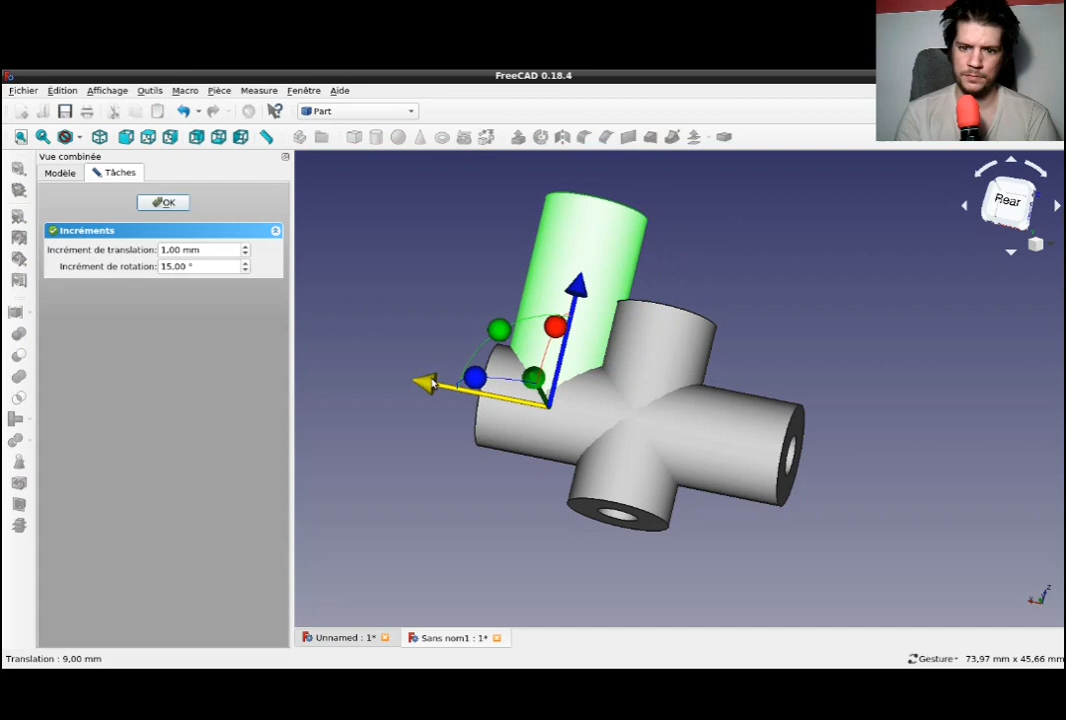 FreeCAD 0.18.4
Fichier Édition Affichage Outils Macro Pièce Measure Fenêtre Aide
Part
Vue combinée
Modèle Tâches
OK
Incréments
Incrément de translation: 1,00 mm
Incrément de rotation: 15,00 °
Rear
Z
Unnamed : 1* Sans nom1 : 1*
Translation : 9,00 mm Gesture 73,97 mm x 45,66 mm